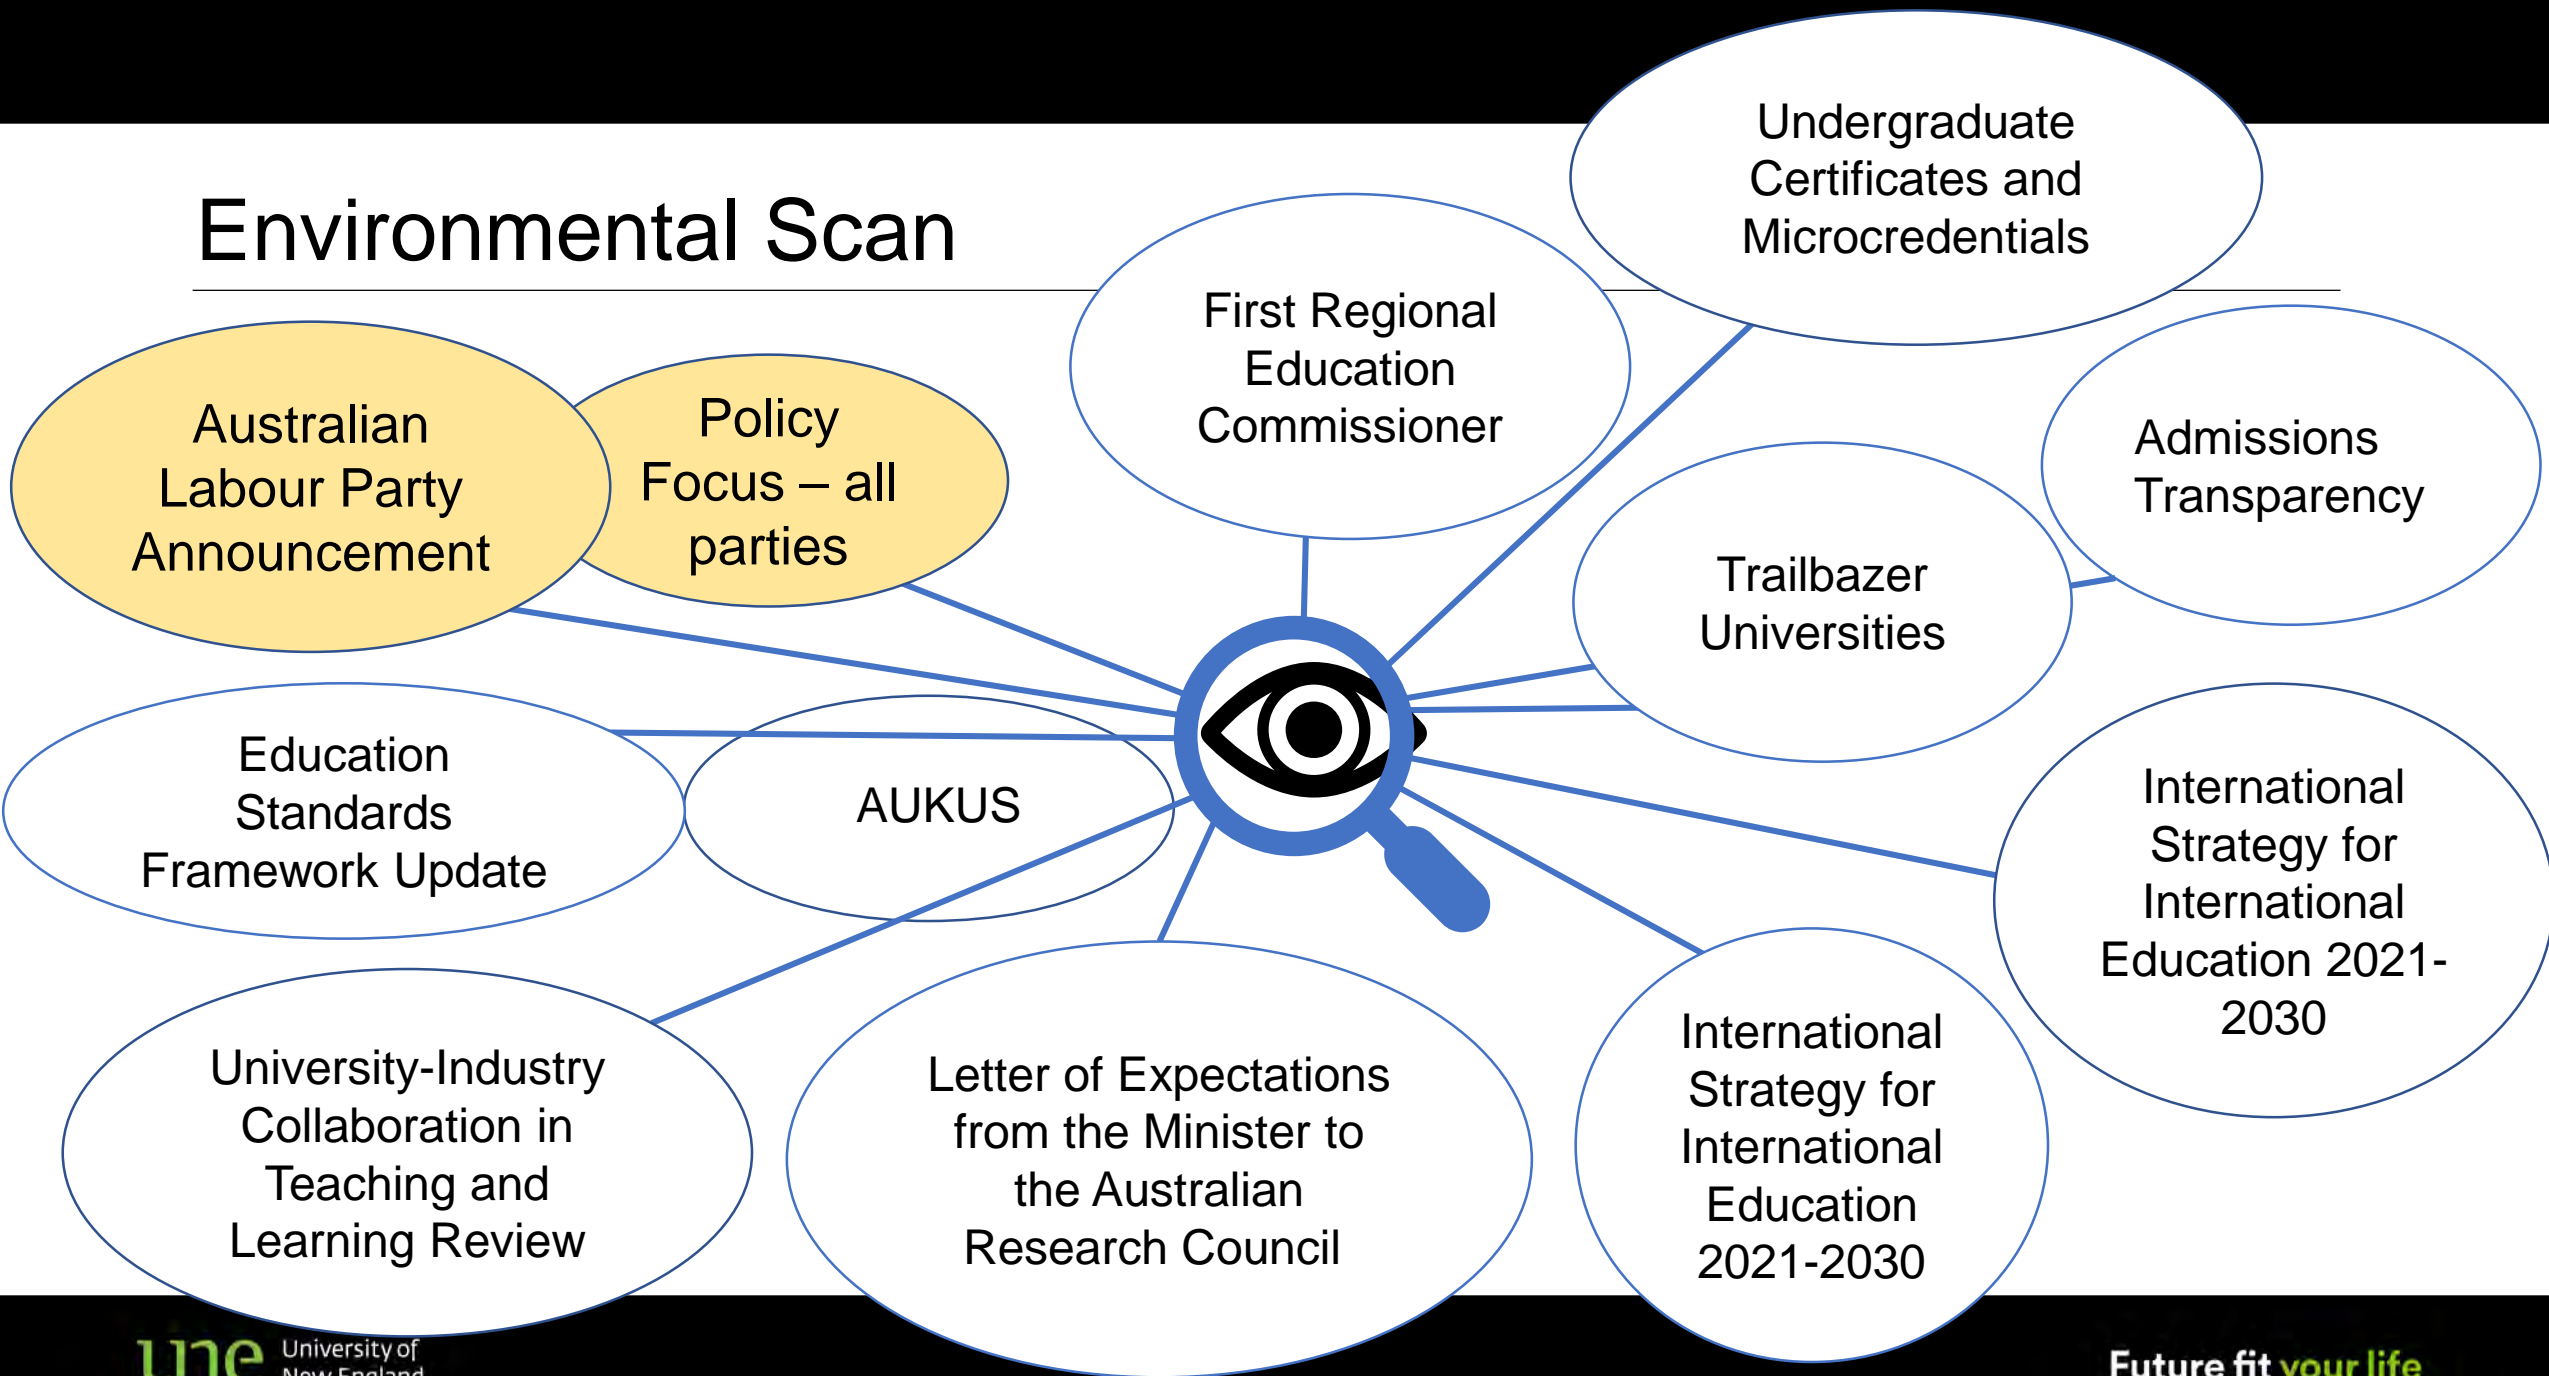 Environmental Scan
Undergraduate
Certificates and
Microcredentials
First Regional
Education
Commissioner
Australian
Labour Party
Announcement
Policy
Focus – all
parties
Admissions
Transparency
Trailbazer
Universities
Education
Standards
Framework Update
AUKUS
International
Strategy for
International
Education 2021-
2030
University-Industry
Collaboration in
Teaching and
Learning Review
Letter of Expectations
from the Minister to
the Australian
Research Council
International
Strategy for
International
Education
2021-2030
une
University of
New England
Future fit your life